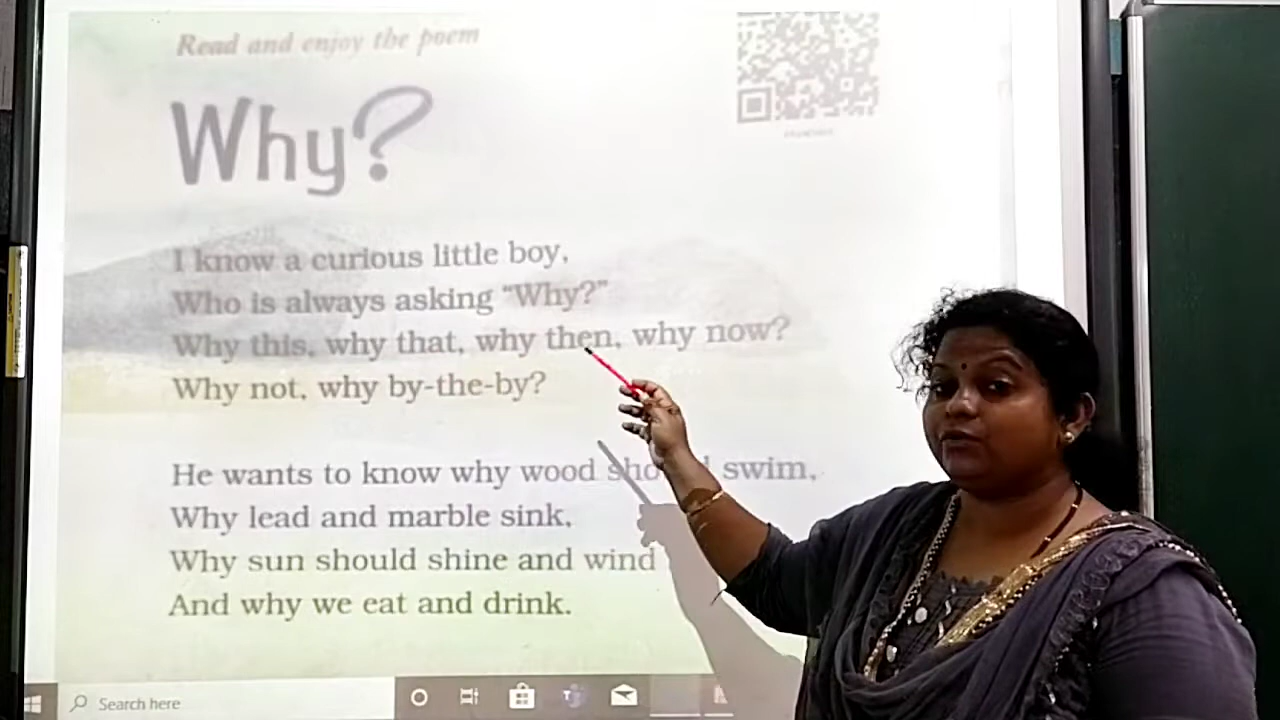 Read and enjoy the poem
Why?
I know a curious little boy,
Who is always asking “Why?”
Why this, why that, why then, why now?
Why not, why by-the-by?
He wants to know why wood swim,
Why lead and marble sink,
Why sun should shine and wind
And why we eat and drink.
Search here